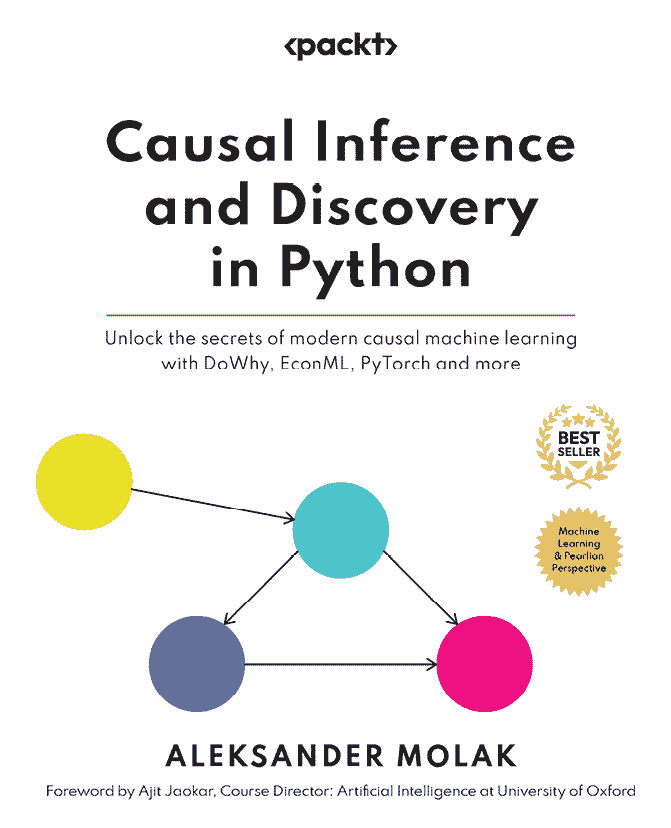 <packt>
Causal Inference
and Discovery
in Python
Unlock the secrets of modern causal machine learning
with DoWhy, EconML, PyTorch and more
BEST
SELLER
Machine
Learning
& Pearlian
Perspective
ALEKSANDER MOLAK
Foreword by Ajit Jaokar, Course Director: Artificial Intelligence at University of Oxford